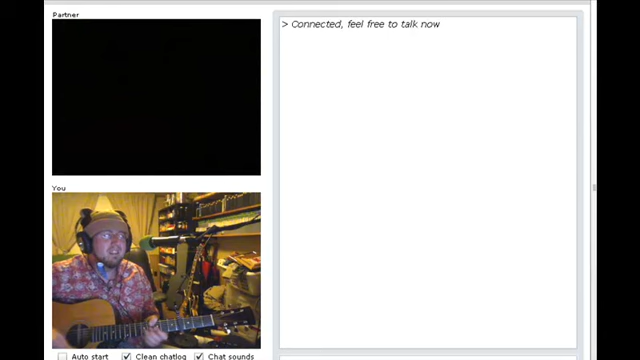 Partner
> Connected, feel free to talk now
You
Auto start
Clean chatlog
Chat sounds